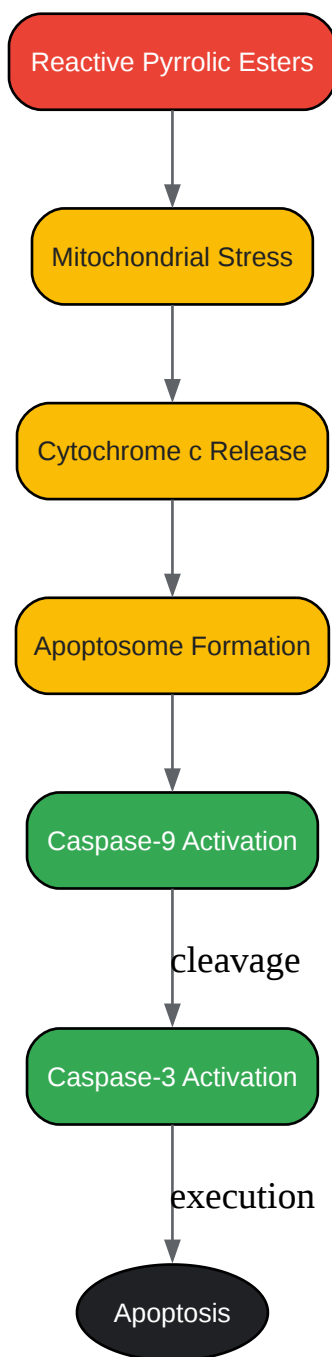 Reactive Pyrrolic Esters
Mitochondrial Stress
Cytochrome c Release
Apoptosome Formation
Caspase-9 Activation
cleavage
Caspase-3 Activation
execution
Apoptosis